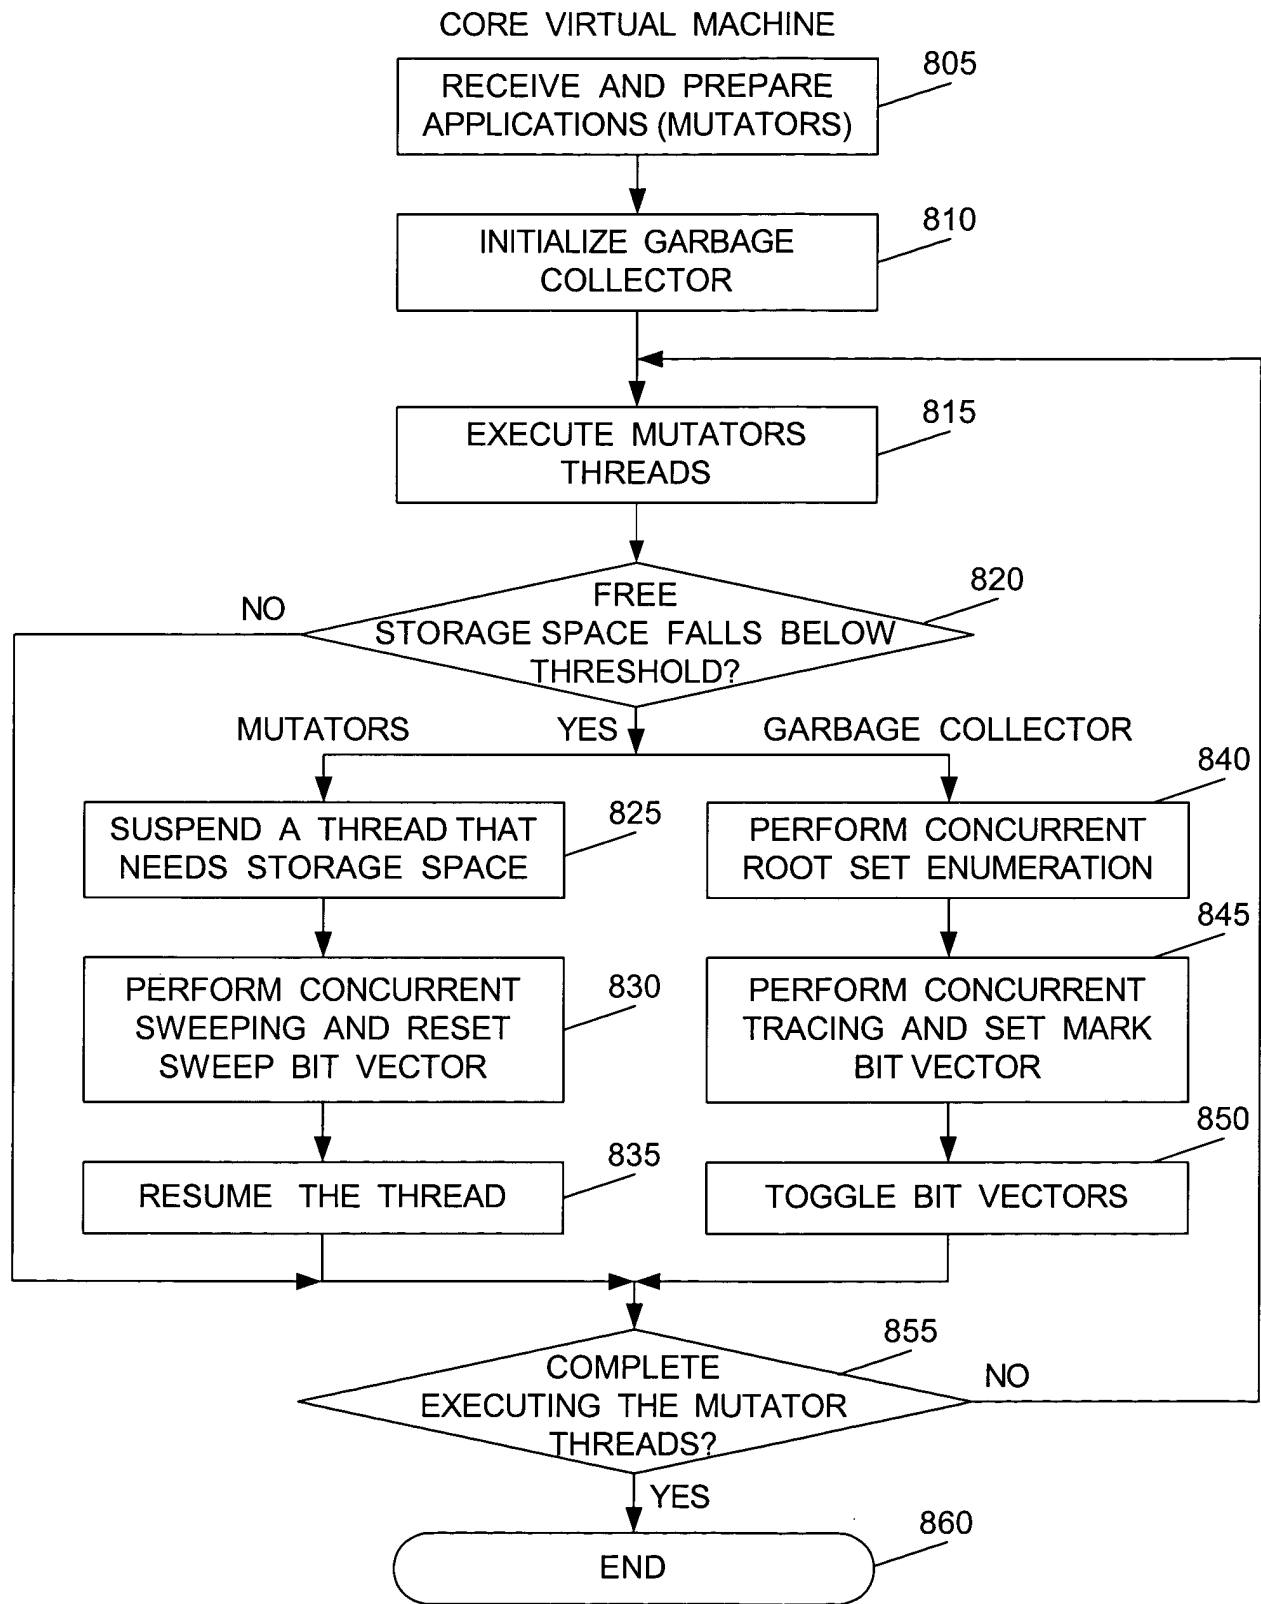 CORE VIRTUAL MACHINE
805
RECEIVE AND PREPARE
APPLICATIONS (MUTATORS)
810
INITIALIZE GARBAGE
COLLECTOR
815
EXECUTE MUTATORS
THREADS
820
NO
FREE
STORAGE SPACE FALLS BELOW
THRESHOLD?
MUTATORS
YES
GARBAGE COLLECTOR
825
SUSPEND A THREAD THAT
NEEDS STORAGE SPACE
840
PERFORM CONCURRENT
ROOT SET ENUMERATION
830
PERFORM CONCURRENT
SWEEPING AND RESET
SWEEP BIT VECTOR
845
PERFORM CONCURRENT
TRACING AND SET MARK
BIT VECTOR
835
RESUME THE THREAD
850
TOGGLE BIT VECTORS
855
COMPLETE
EXECUTING THE MUTATOR
THREADS?
NO
YES
860
END